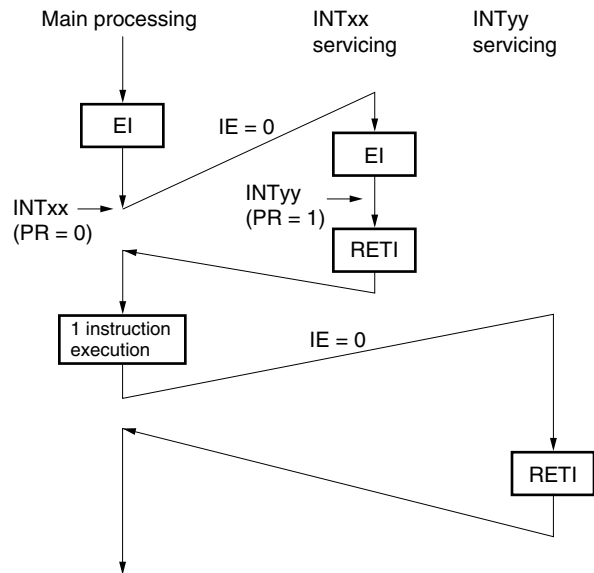 Main processing
INTxx
servicing
INTyy
servicing
EI
IE = 0
EI
INTxx
(PR = 0)
INTyy
(PR = 1)
RETI
1 instruction
execution
IE = 0
RETI